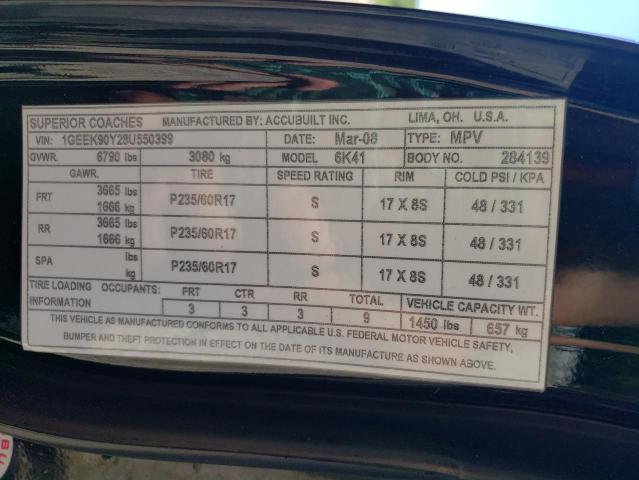 SUPERIOR COACHES MANUFACTURED BY: ACCUBUILT INC. LIMA, OH. U.S.A.
VIN: 1GEEK90Y28U550399 DATE: Mar-08 TYPE: MPV
GVWR. 6790 lbs 3080 kg MODEL 6K41 BODY NO. 284139
GAWR. TIRE SPEED RATING RIM COLD PSI / KPA
FRT 3665 lbs 1666 kg P235/60R17 S 17 X 8S 48 / 331
RR 3665 lbs 1666 kg P235/60R17 S 17 X 8S 48 / 331
SPA lbs kg P235/60R17 S 17 X 8S 48 / 331
TIRE LOADING OCCUPANTS: FRT CTR RR TOTAL VEHICLE CAPACITY WT.
INFORMATION 3 3 3 9 1450 lbs 657 kg
THIS VEHICLE AS MANUFACTURED CONFORMS TO ALL APPLICABLE U.S. FEDERAL MOTOR VEHICLE SAFETY,
BUMPER AND THEFT PROTECTION IN EFFECT ON THE DATE OF ITS MANUFACTURE AS SHOWN ABOVE.